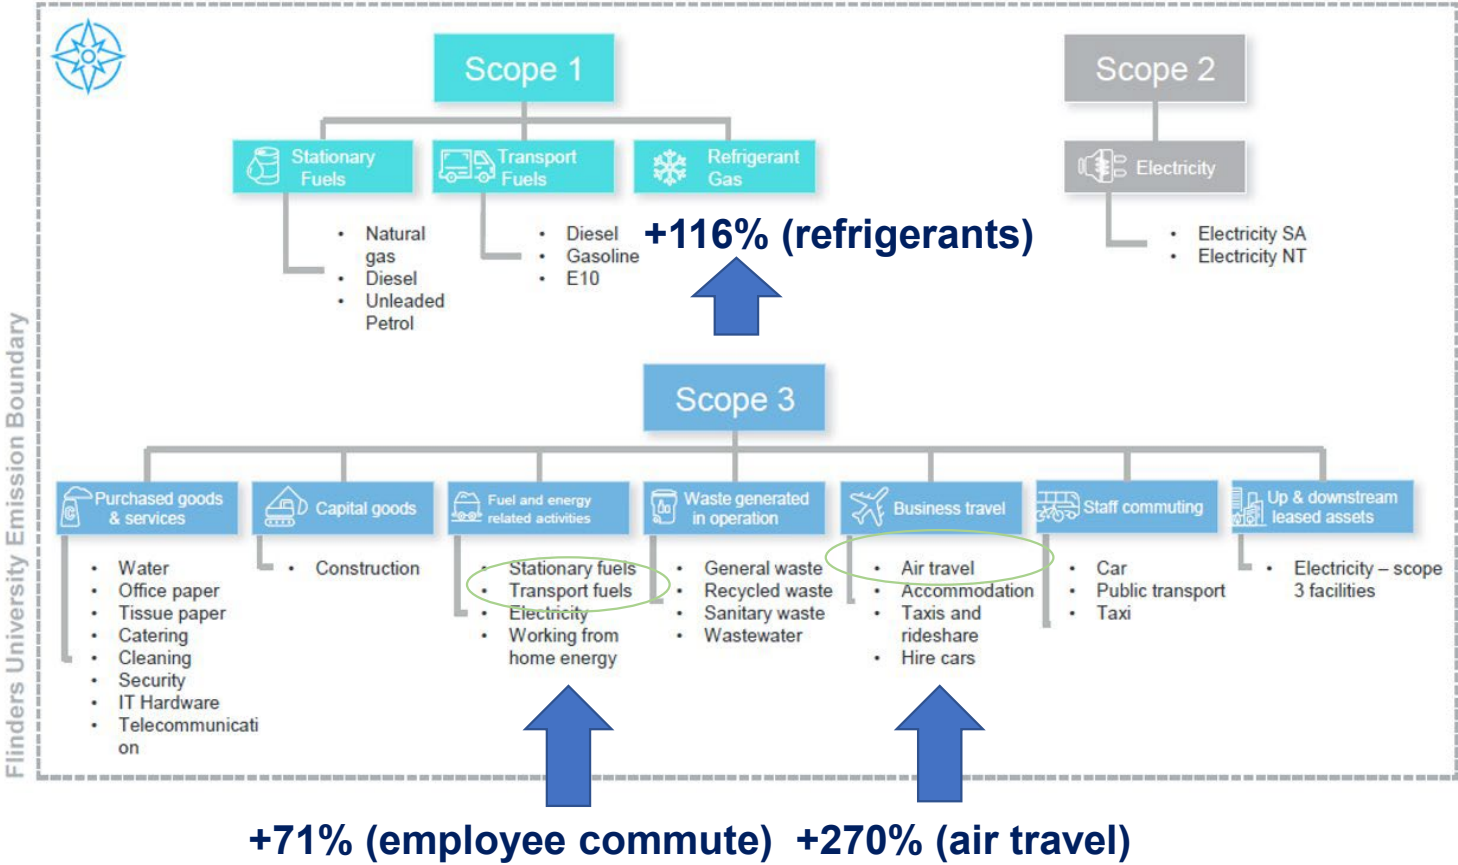 Flinders University Emission Boundary
Scope 1
Scope 2
Stationary
Fuels
Transport
Fuels
Refrigerant
Gas
Electricity
• Natural
gas
• Diesel
• Unleaded
Petrol
• Diesel
• Gasoline
• E10
+116% (refrigerants)
• Electricity SA
• Electricity NT
Scope 3
Purchased goods
& services
Capital goods
Fuel and energy
related activities
Waste generated
in operation
Business travel
Staff commuting
Up & downstream
leased assets
• Water
• Office paper
• Tissue paper
• Catering
• Cleaning
• Security
• IT Hardware
• Telecommunicati
on
• Construction
• Stationary fuels
• Transport fuels
• Electricity
• Working from
home energy
• General waste
• Recycled waste
• Sanitary waste
• Wastewater
• Air travel
• Accommodation
• Taxis and
rideshare
• Hire cars
• Car
• Public transport
• Taxi
• Electricity – scope
3 facilities
+71% (employee commute) +270% (air travel)